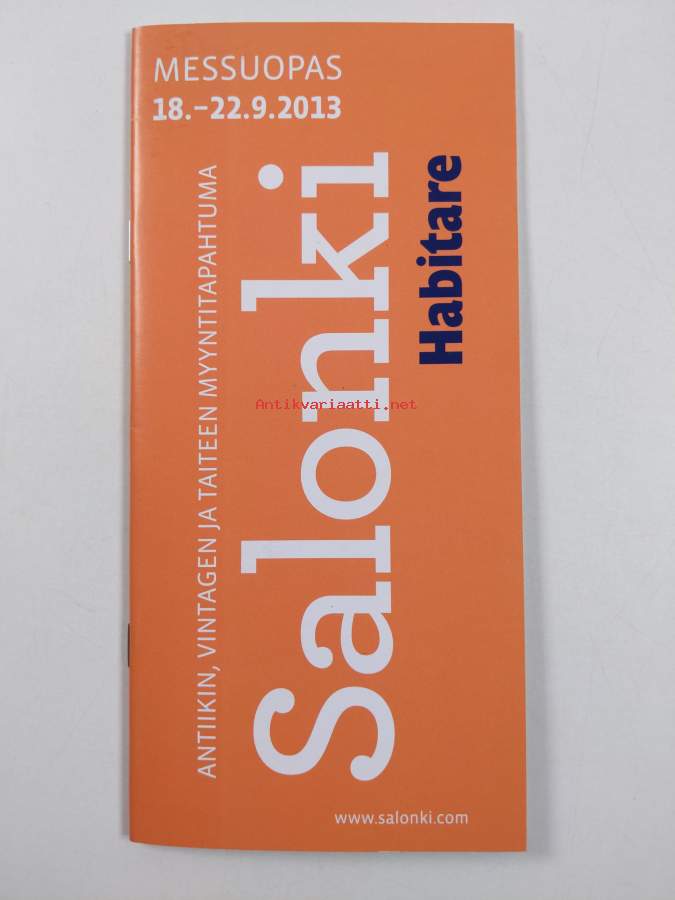 MESSUOPAS
18.–22.9.2013
ANTIIKIN, VINTAGEN JA TAITEEN MYYNTITAPAHTUMA
Salonki
Habitare
Antikvariaatti.net
www.salonki.com